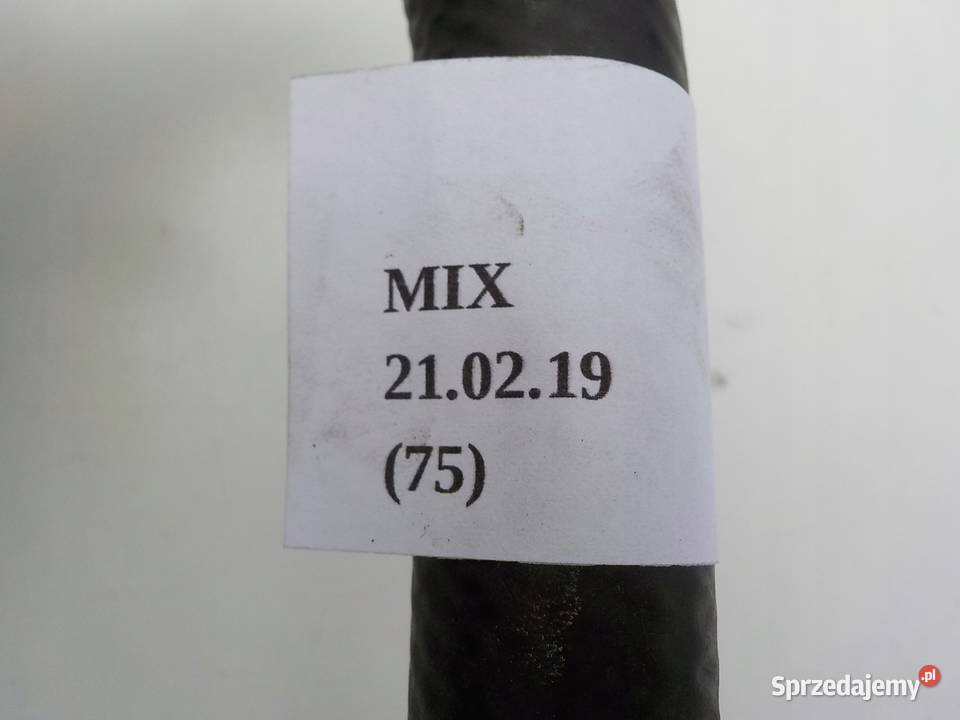 MIX
21.02.19
(75)
Sprzedajemy.pl